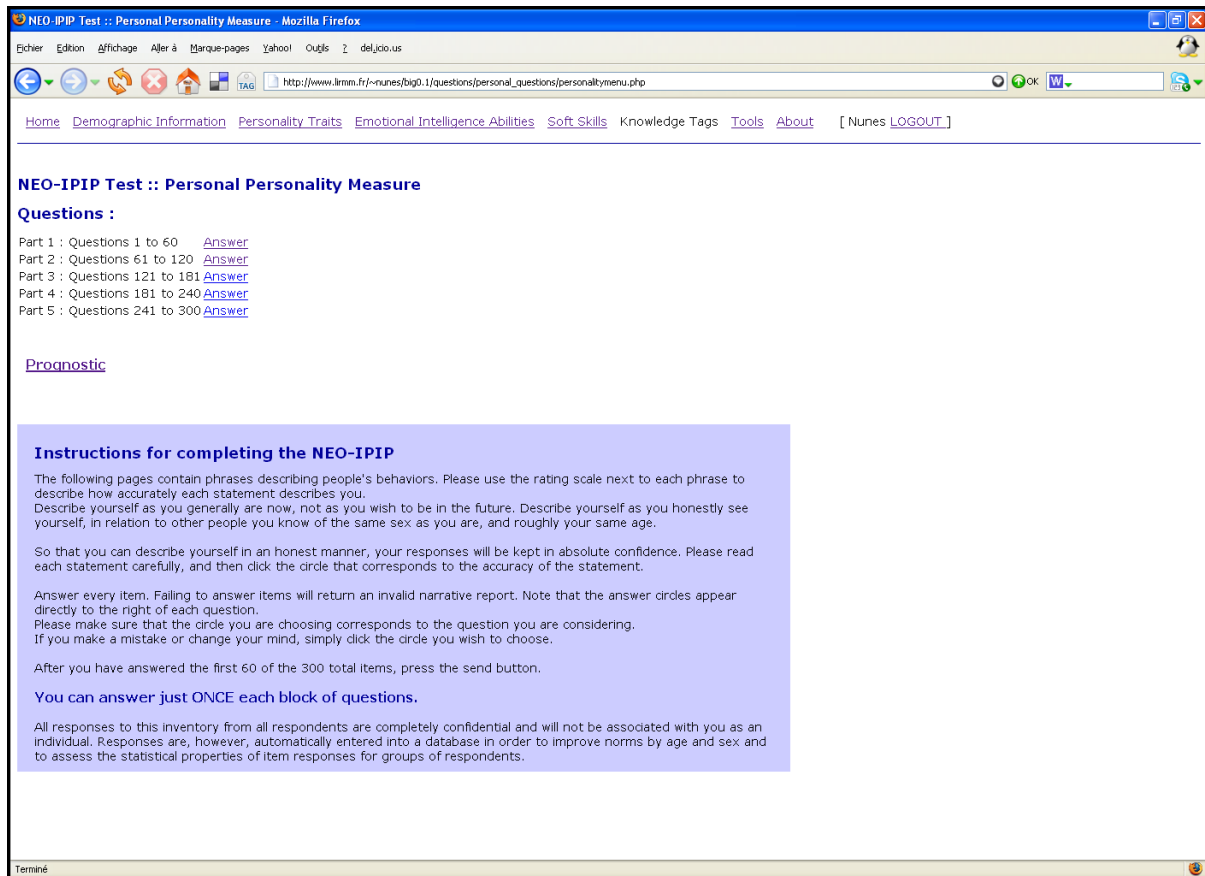 NEO-IPIP Test :: Personal Personality Measure - Mozilla Firefox
Fichier Edition Affichage Aller à Marque-pages Yahoo! Outils ? del.icio.us
TAG http://www.lirmm.fr/~nunes/big0.1/questions/personal_questions/personalitymenu.php OK W
Home Demographic Information Personality Traits Emotional Intelligence Abilities Soft Skills Knowledge Tags Tools About [ Nunes LOGOUT ]
NEO-IPIP Test :: Personal Personality Measure
Questions :
Part 1 : Questions 1 to 60 Answer
Part 2 : Questions 61 to 120 Answer
Part 3 : Questions 121 to 181 Answer
Part 4 : Questions 181 to 240 Answer
Part 5 : Questions 241 to 300 Answer
Prognostic
Instructions for completing the NEO-IPIP
The following pages contain phrases describing people's behaviors. Please use the rating scale next to each phrase to
describe how accurately each statement describes you.
Describe yourself as you generally are now, not as you wish to be in the future. Describe yourself as you honestly see
yourself, in relation to other people you know of the same sex as you are, and roughly your same age.
So that you can describe yourself in an honest manner, your responses will be kept in absolute confidence. Please read
each statement carefully, and then click the circle that corresponds to the accuracy of the statement.
Answer every item. Failing to answer items will return an invalid narrative report. Note that the answer circles appear
directly to the right of each question.
Please make sure that the circle you are choosing corresponds to the question you are considering.
If you make a mistake or change your mind, simply click the circle you wish to choose.
After you have answered the first 60 of the 300 total items, press the send button.
You can answer just ONCE each block of questions.
All responses to this inventory from all respondents are completely confidential and will not be associated with you as an
individual. Responses are, however, automatically entered into a database in order to improve norms by age and sex and
to assess the statistical properties of item responses for groups of respondents.
Terminé